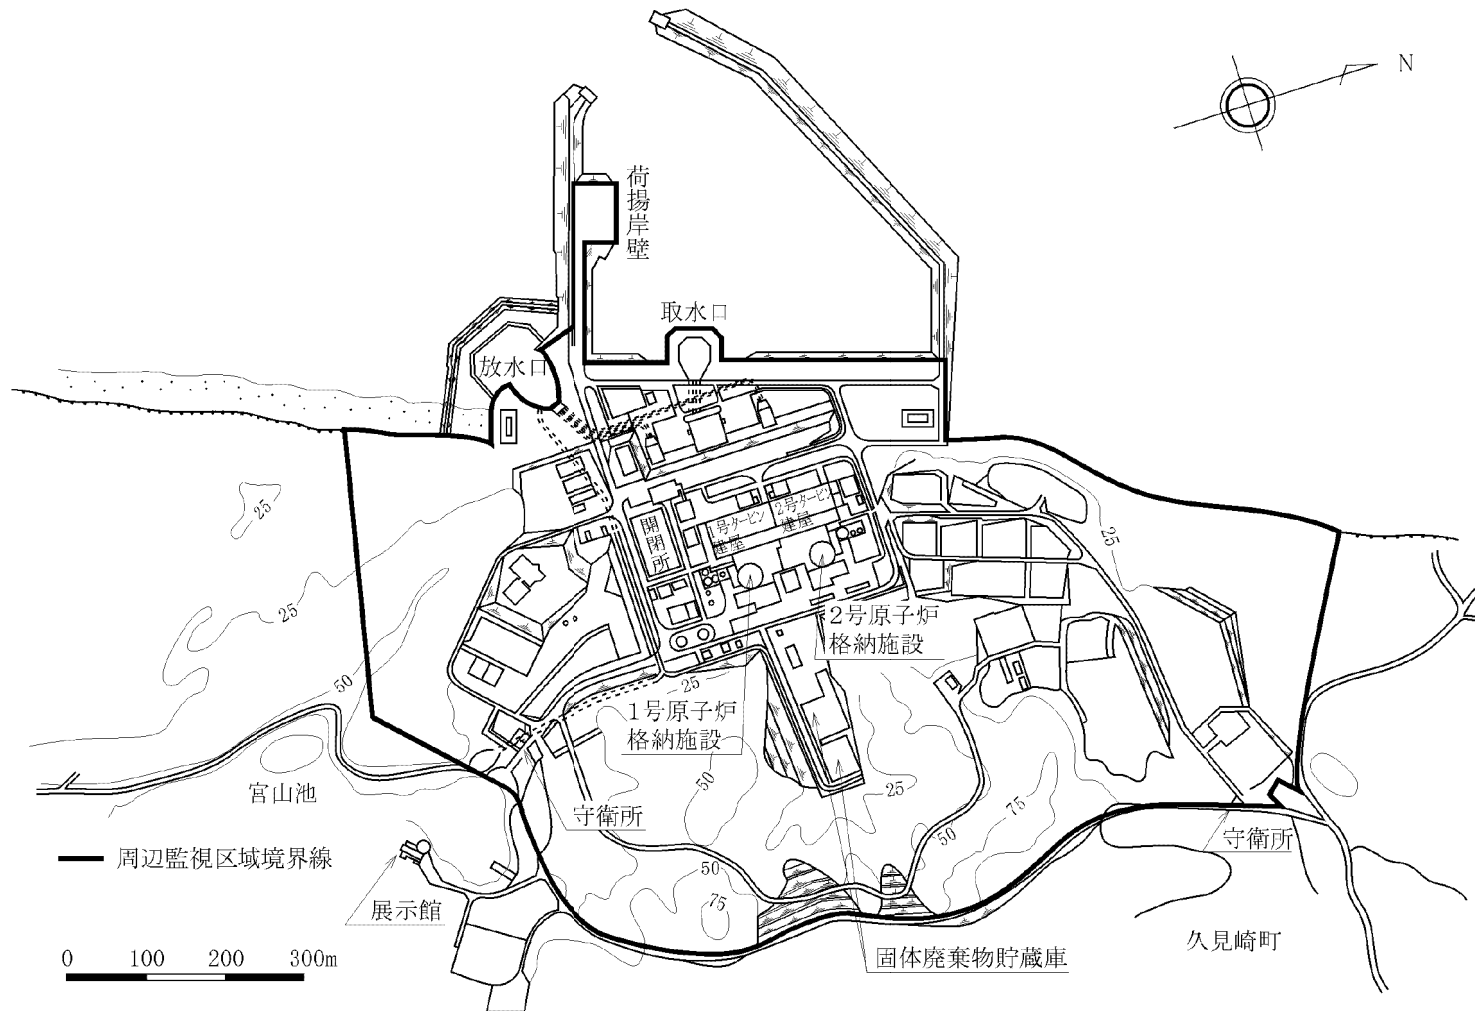 N
荷揚岸壁
取水口
放水口
25
25
25
50
開閉所
1号タービン
建屋
2号タービン
建屋
2号原子炉
格納施設
25
1号原子炉
格納施設
50
25
75
50
50
75
宮山池
守衛所
守衛所
周辺監視区域境界線
展示館
久見崎町
固体廃棄物貯蔵庫
0 100 200 300m